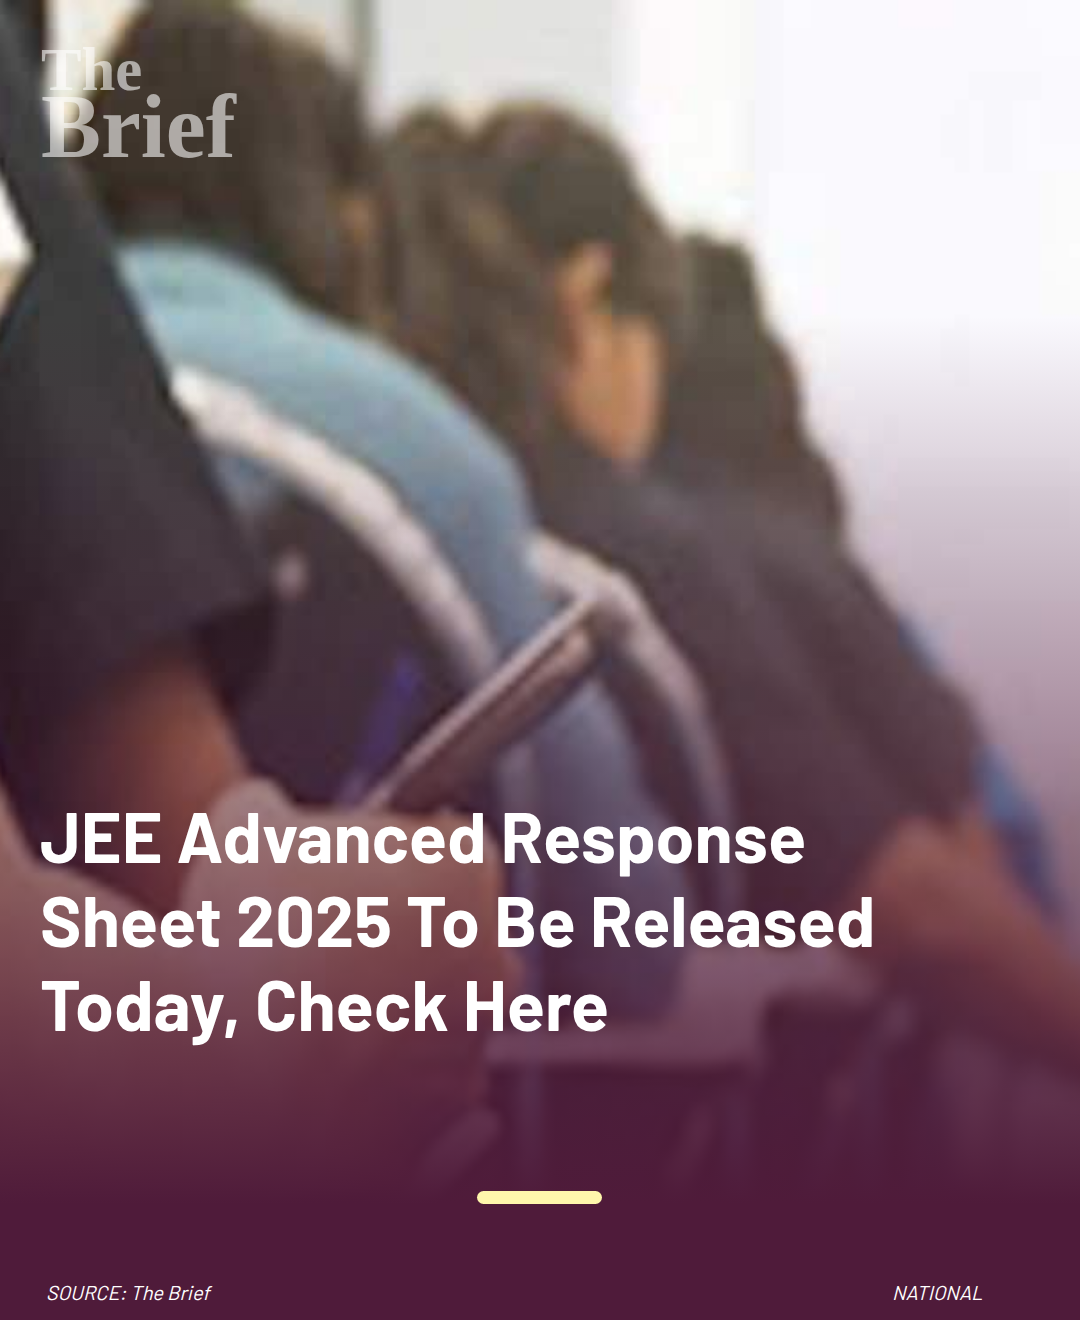 The
Brief
JEE Advanced Response
Sheet 2025 To Be Released
Today, Check Here
SOURCE: The Brief
NATIONAL